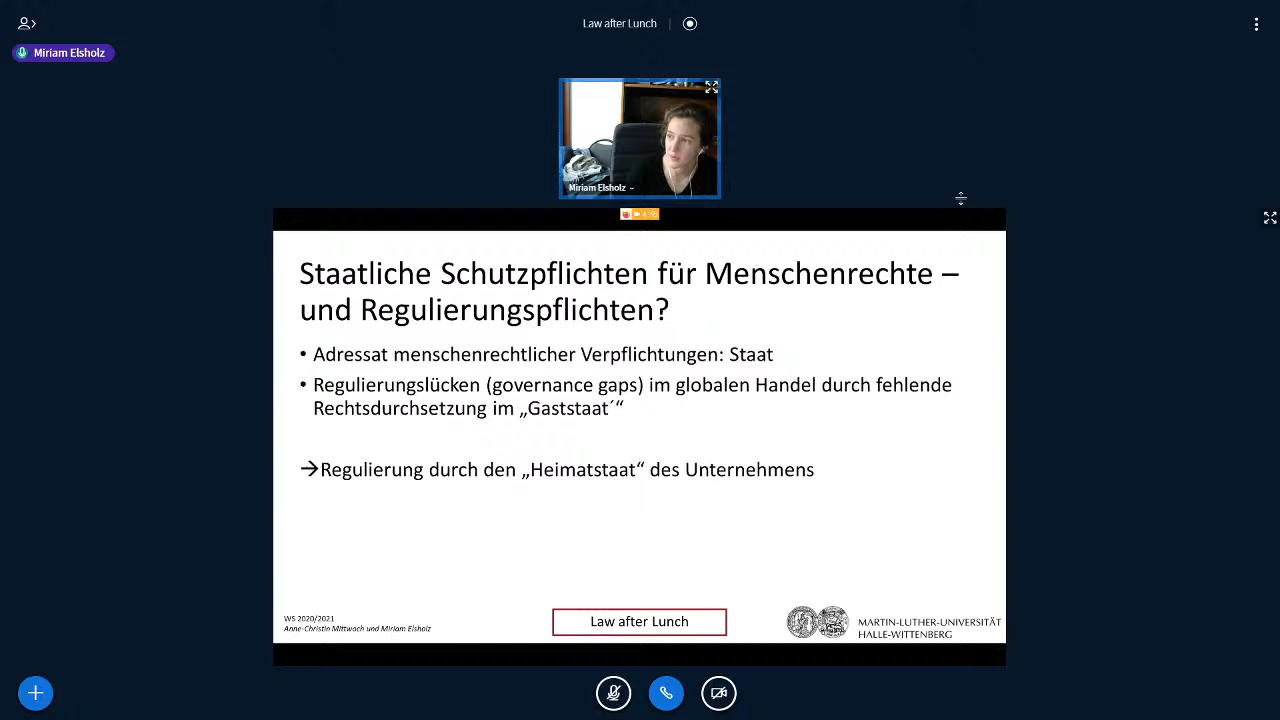 Law after Lunch
Miriam Elsholz
Miriam Elsholz
Staatliche Schutzpflichten für Menschenrechte –
und Regulierungspflichten?
• Adressat menschenrechtlicher Verpflichtungen: Staat
• Regulierungslücken (governance gaps) im globalen Handel durch fehlende
Rechtsdurchsetzung im „Gaststaat´“
→Regulierung durch den „Heimatstaat“ des Unternehmens
WS 2020/2021
Anne-Christin Mittwoch und Miriam Elsholz
Law after Lunch
MARTIN-LUTHER-UNIVERSITÄT
HALLE-WITTENBERG